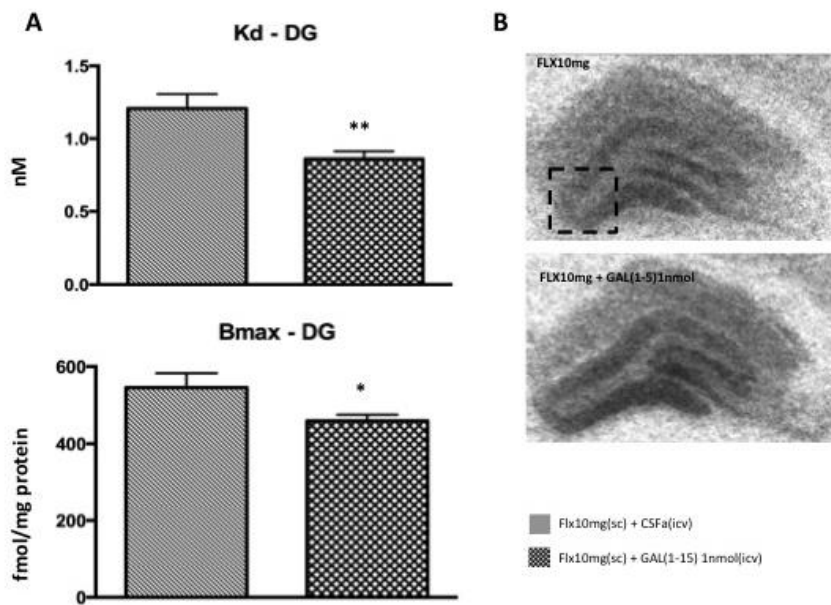 A
Kd - DG
1.5
1.0
0.5
0.0
nM
**
Bmax - DG
600
400
200
0
fmol/mg protein
*
B
FLX10mg
FLX10mg + GAL(1-5)1nmol
Flx10mg(sc) + CSFa(icv)
Flx10mg(sc) + GAL(1-15) 1nmol(icv)